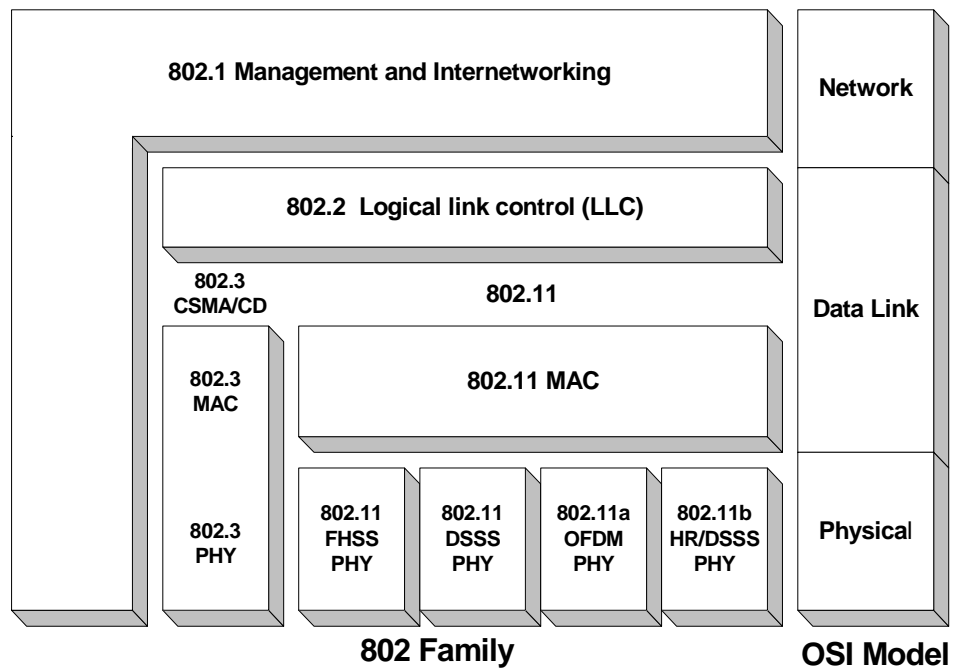 802.1 Management and Internetworking
Network
802.2 Logical link control (LLC)
802.3
CSMA/CD
802.11
Data Link
802.3
MAC
802.11 MAC
802.3
PHY
802.11
FHSS
PHY
802.11
DSSS
PHY
802.11a
OFDM
PHY
802.11b
HR/DSSS
PHY
Physical
802 Family
OSI Model